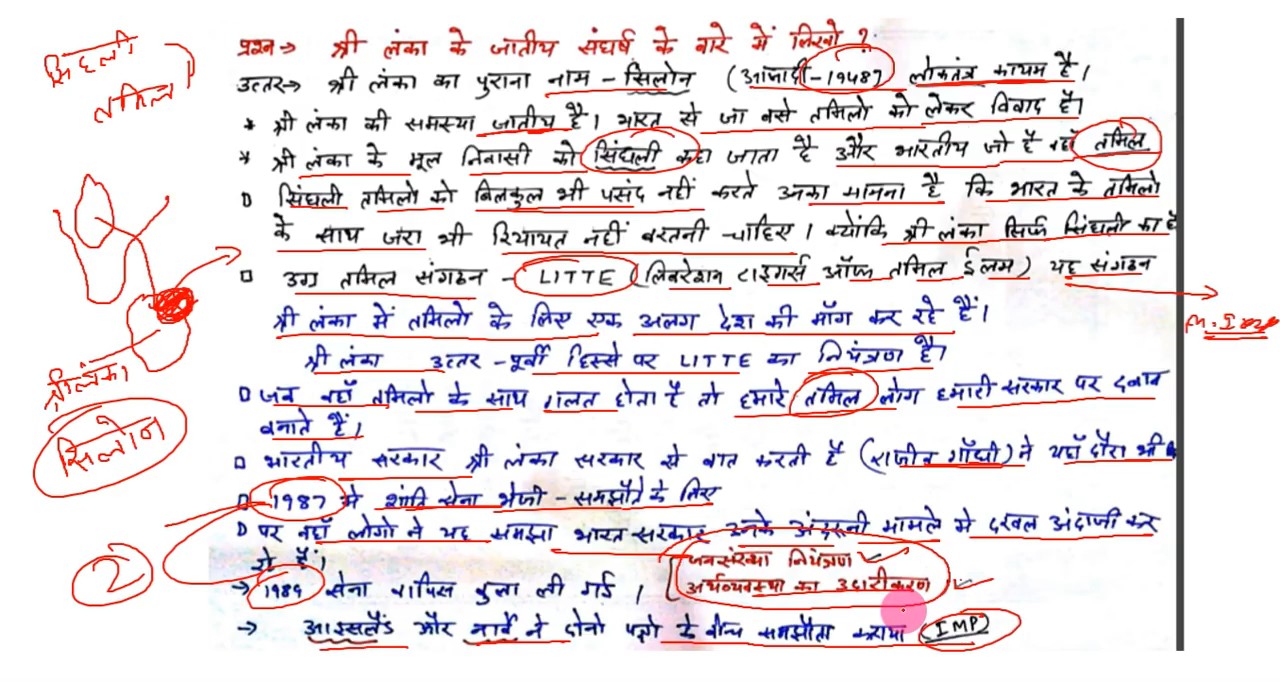 सिंहली
तमिल
प्रश्न→ श्री लंका के जातीय संघर्ष के बारे में लिखो ?
उत्तर→ श्री लंका का पुराना नाम - सिलोन (आजादी - 1948) लोकतंत्र कायम है।
* श्री लंका की समस्या जातीय है। भारत से जा बसे तमिलो को लेकर विवाद है।
* श्री लंका के मूल निवासी को सिंघली कहा जाता है और भारतीय जो है वहाँ तमिल
▯ सिंघली तमिलो को बिलकुल भी पसंद नहीं करते उनका मानना है कि भारत के तमिलो
के साथ जरा भी रियायत नहीं बरतनी चाहिए। क्योंकि श्री लंका सिर्फ सिंघली का है
▯ उग्र तमिल संगठन - LITTE (लिबरेशन टाइगर्स ऑफ तमिल ईलम) यह संगठन
श्री लंका में तमिलो के लिए एक अलग देश की माँग कर रहे हैं।
श्री लंका उत्तर - पूर्वी हिस्से पर LITTE का नियंत्रण है।
श्रीलंका
सिलोन
▯ जब वहाँ तमिलो के साथ गलत होता है तो हमारे तमिल लोग हमारी सरकार पर दबाव
बनाते हैं।
▯ भारतीय सरकार श्री लंका सरकार से बात करती है (राजीव गाँधी) ने यहाँ दौरा भी
▯ 1987 में शांति सेना भेजी - समझौते के लिए
▯ पर वहाँ लोगो ने यह समझा भारत सरकार उनके अंदरूनी मामले में दखल अंदाजी कर
रहे हैं
जनसंख्या नियंत्रण
अर्थव्यवस्था का उदारीकरण
2
→ 1989 सेना वापिस बुला ली गई।
→ आइसलैंड और नार्वे ने दोनो पक्षो के बीच समझौता कराया (IMP)